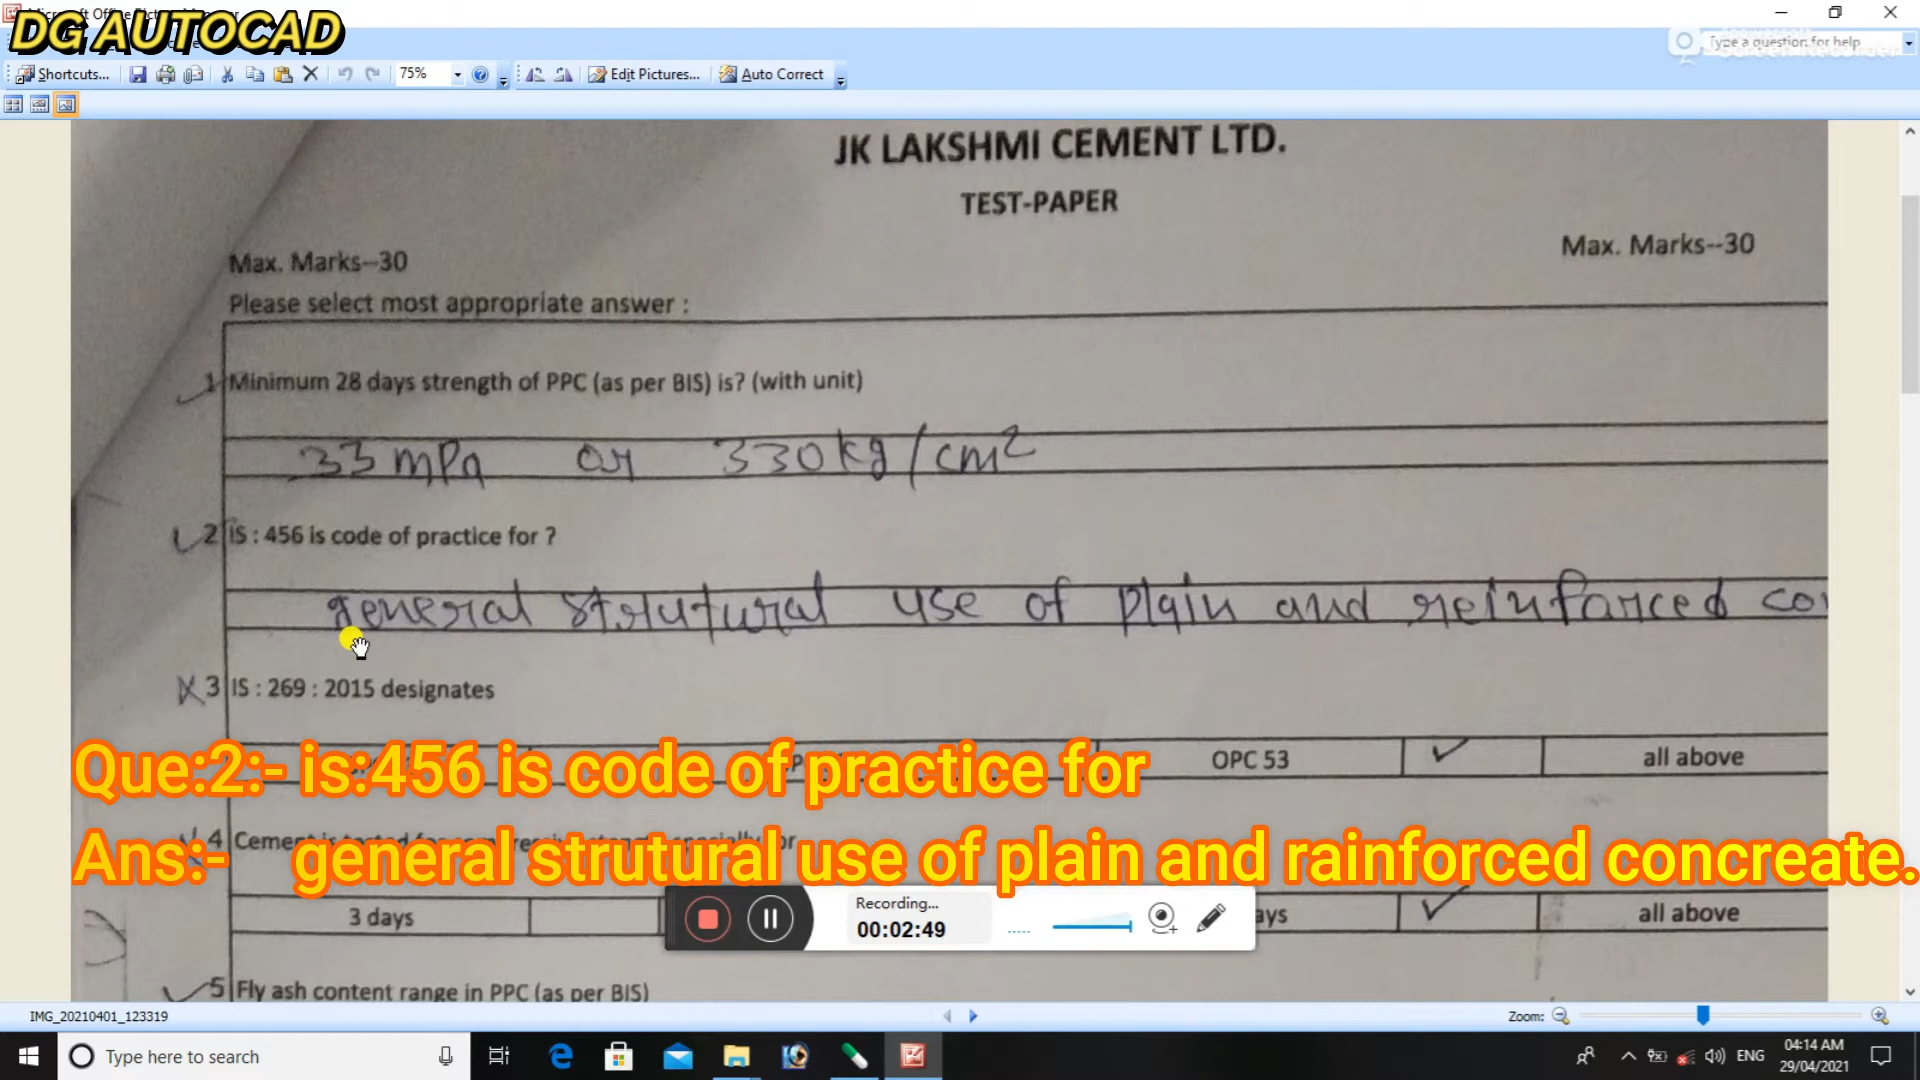 DG AUTOCAD
Type a question for help
Shortcuts...
75%
Edit Pictures...
Auto Correct
JK LAKSHMI CEMENT LTD.
TEST-PAPER
Max. Marks--30
Max. Marks--30
Please select most appropriate answer :
1 Minimum 28 days strength of PPC (as per BIS) is? (with unit)
33 mPa or 330 kg/cm²
2 IS : 456 is code of practice for ?
general strutural use of plain and reinforced co
3 IS : 269 : 2015 designates
OPC 53 ✓ all above
Que:2:- is:456 is code of practice for
4 Cement is tested for
Ans:- general strutural use of plain and rainforced concreate.
3 days
ays ✓ all above
Recording...
00:02:49
5 Fly ash content range in PPC (as per BIS)
IMG_20210401_123319
Zoom:
Type here to search
ENG
04:14 AM
29/04/2021